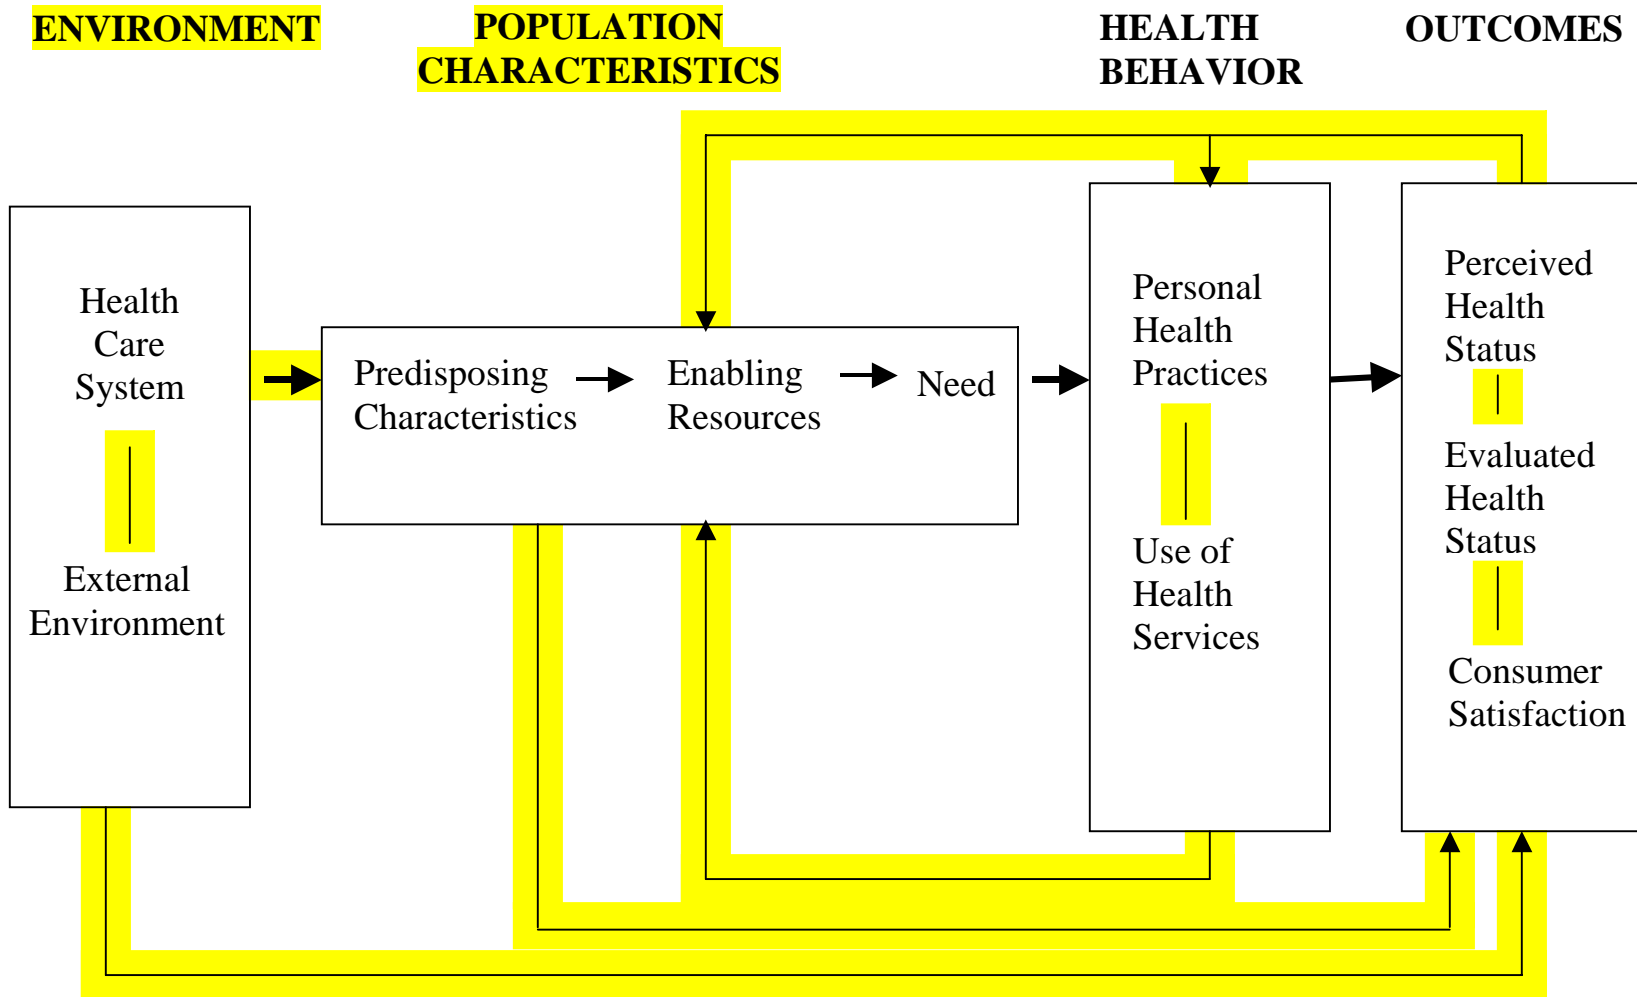 ENVIRONMENT
POPULATION
CHARACTERISTICS
HEALTH
BEHAVIOR
OUTCOMES
Health
Care
System
External
Environment
Predisposing
Characteristics
Enabling
Resources
Need
Personal
Health
Practices
Use of
Health
Services
Perceived
Health
Status
Evaluated
Health
Status
Consumer
Satisfaction